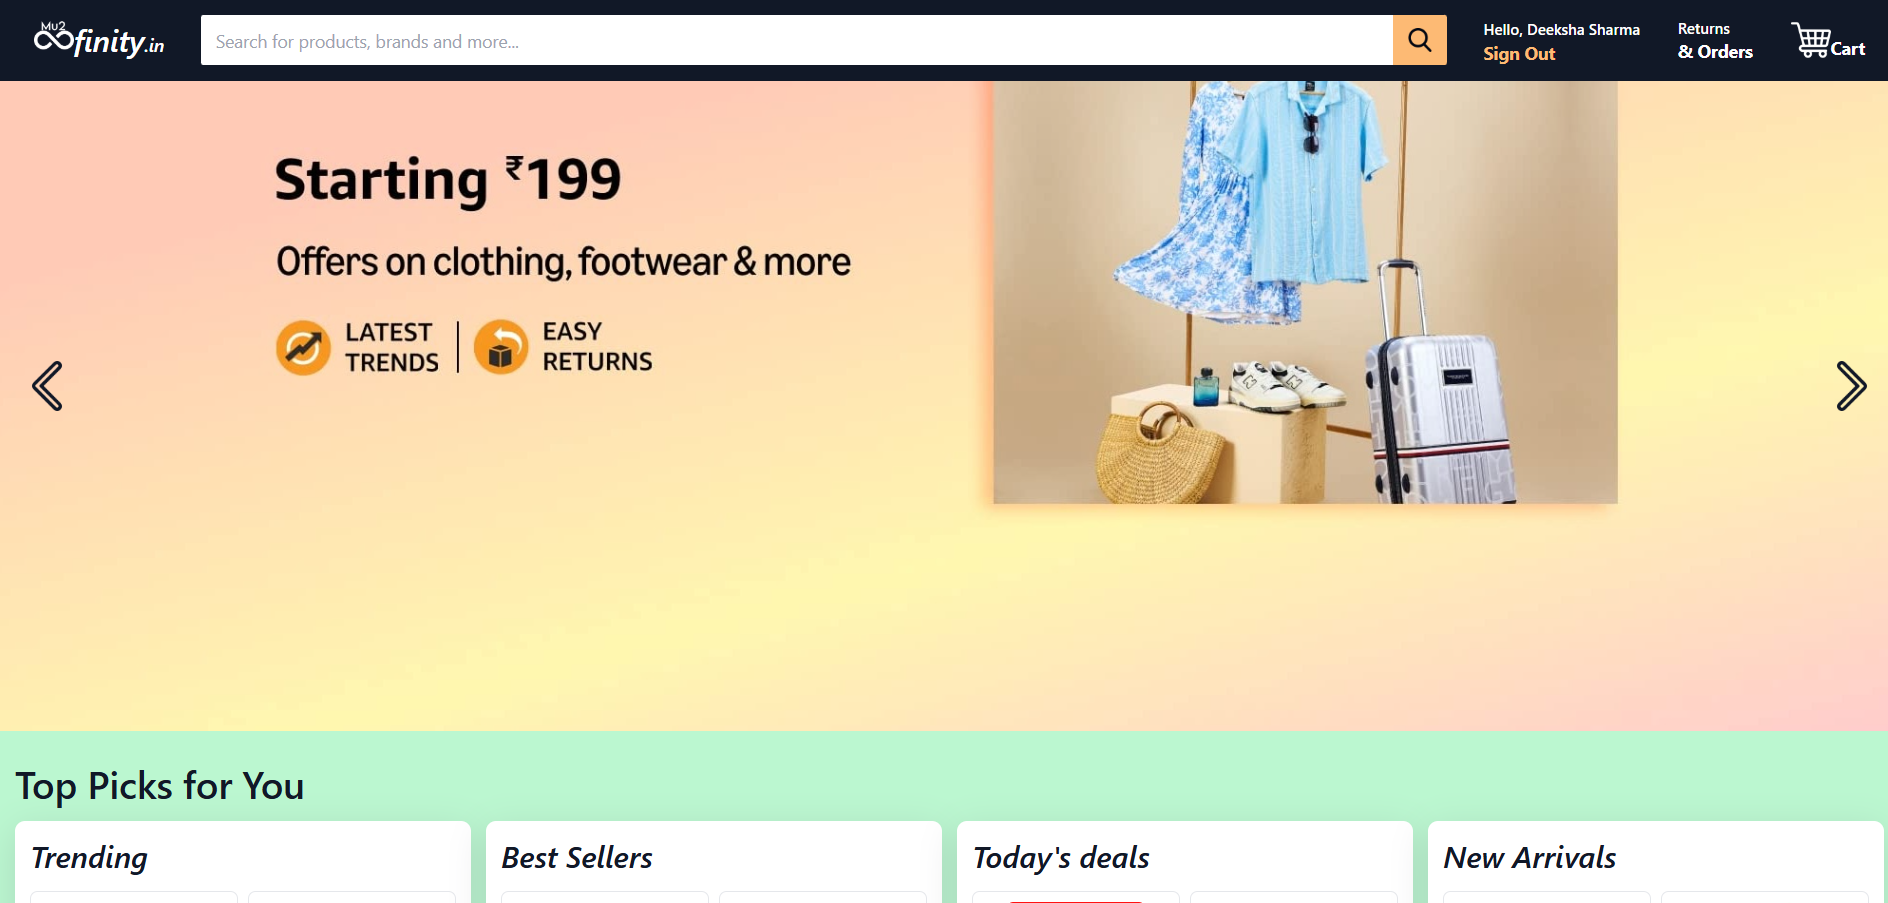 Mu2
finity.in
Search for products, brands and more...
Hello, Deeksha Sharma
Sign Out
Returns
& Orders
Cart
Starting ₹199
Offers on clothing, footwear & more
LATEST
TRENDS
EASY
RETURNS
Top Picks for You
Trending
Best Sellers
Today's deals
New Arrivals